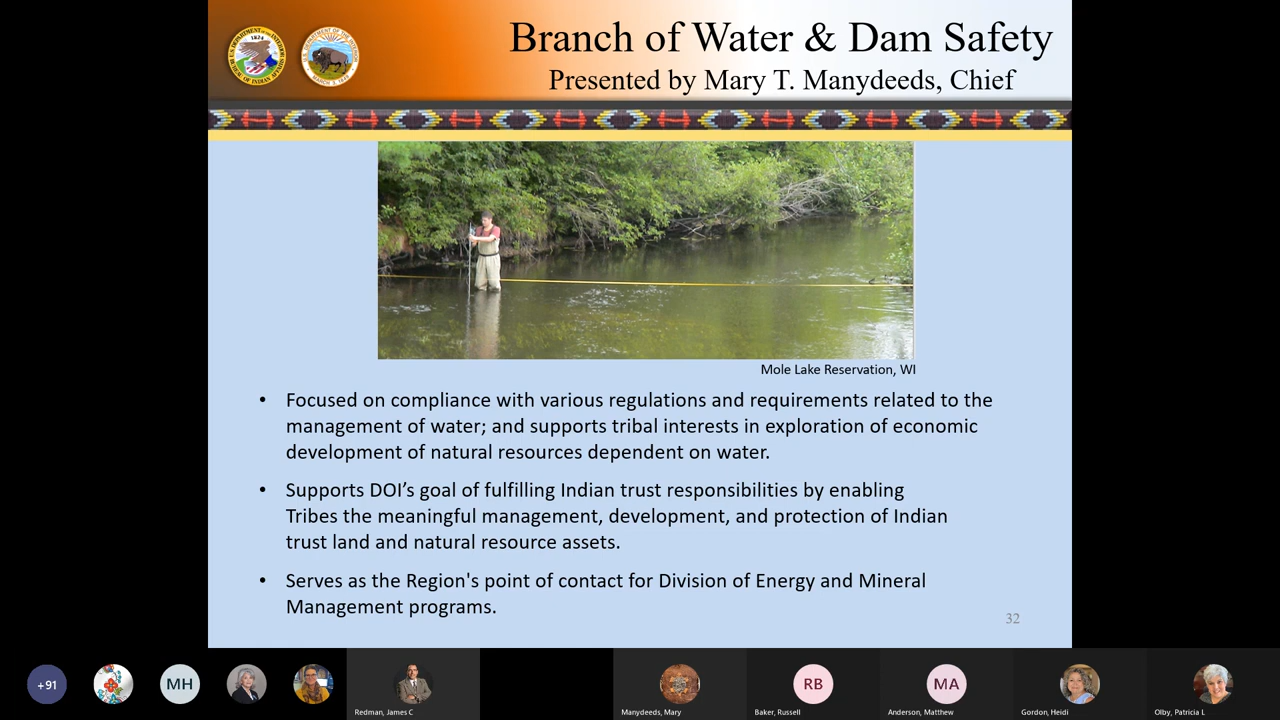 Branch of Water & Dam Safety
Presented by Mary T. Manydeeds, Chief
Mole Lake Reservation, WI
• Focused on compliance with various regulations and requirements related to the
management of water; and supports tribal interests in exploration of economic
development of natural resources dependent on water.
• Supports DOI’s goal of fulfilling Indian trust responsibilities by enabling
Tribes the meaningful management, development, and protection of Indian
trust land and natural resource assets.
• Serves as the Region's point of contact for Division of Energy and Mineral
Management programs.
32
+91
MH
RB
MA
Redman, James C
Manydeeds, Mary
Baker, Russell
Anderson, Matthew
Gordon, Heidi
Olby, Patricia L